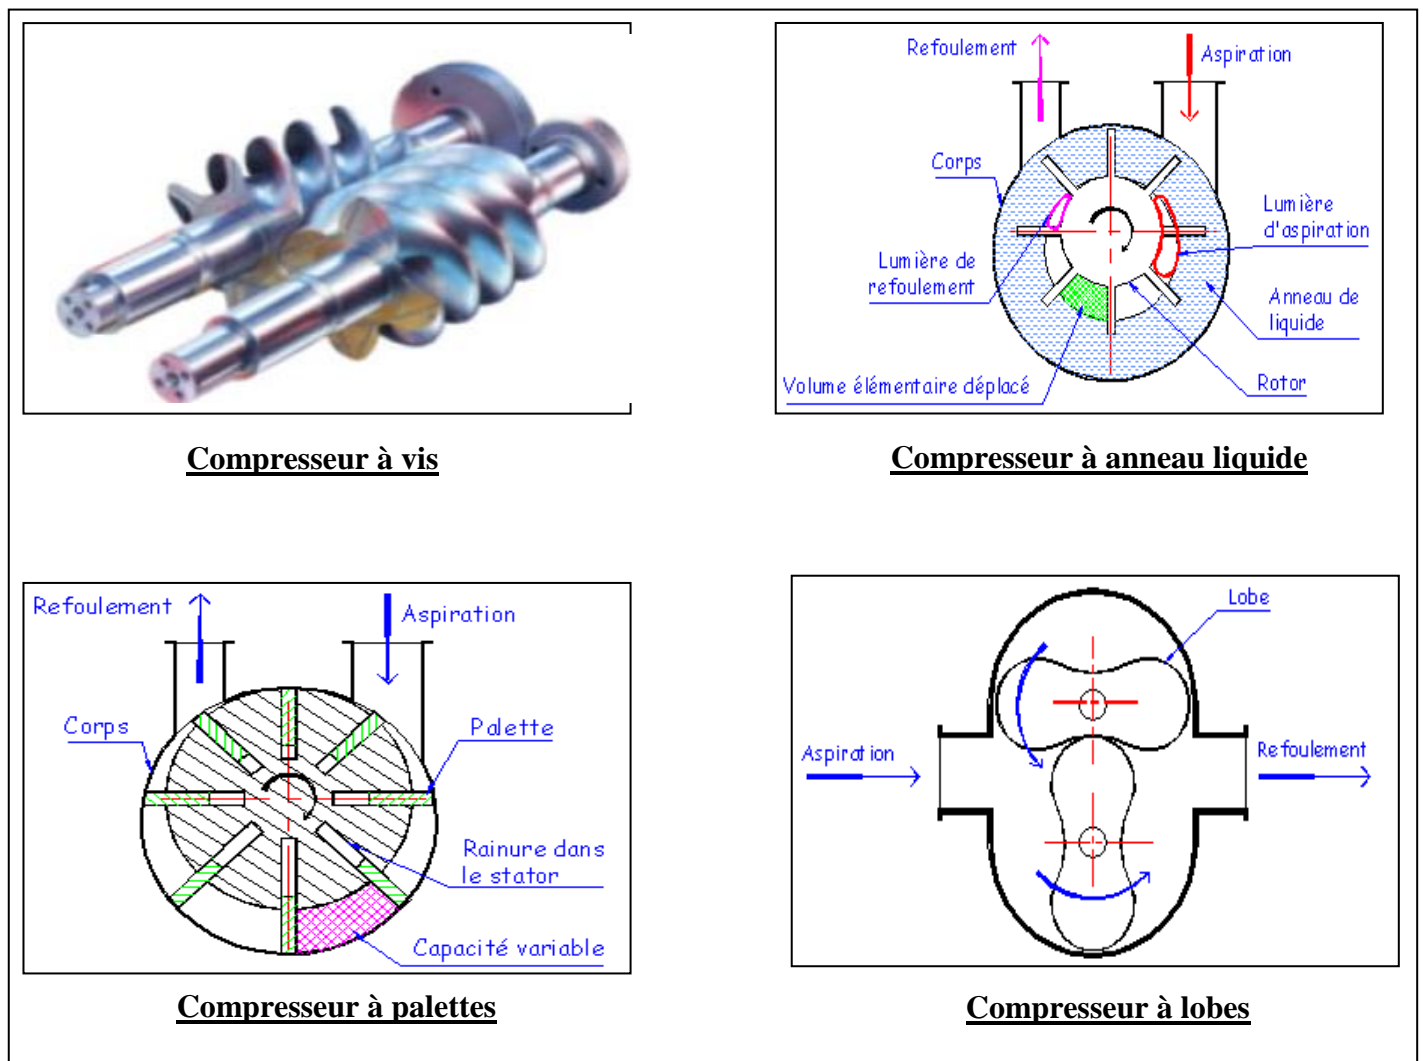 Refoulement
Aspiration
Corps
Lumière
d'aspiration
Lumière de
refoulement
Anneau de
liquide
Volume élémentaire déplacé
Rotor
Compresseur à vis
Compresseur à anneau liquide
Refoulement
Aspiration
Corps
Palette
Rainure dans
le stator
Capacité variable
Lobe
Aspiration
Refoulement
Compresseur à palettes
Compresseur à lobes